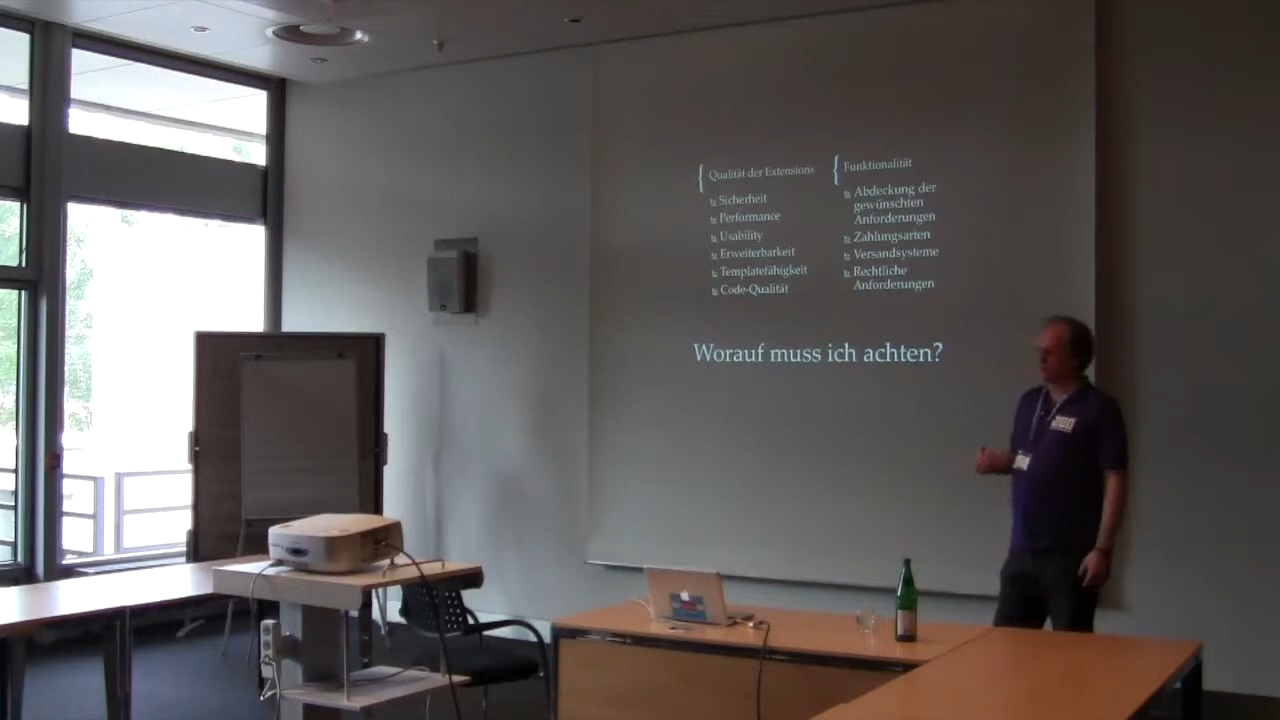 Qualität der Extensions
Sicherheit
Performance
Usability
Erweiterbarkeit
Templatefähigkeit
Code-Qualität
Funktionalität
Abdeckung der
gewünschten
Anforderungen
Zahlungsarten
Versandsysteme
Rechtliche
Anforderungen
Worauf muss ich achten?